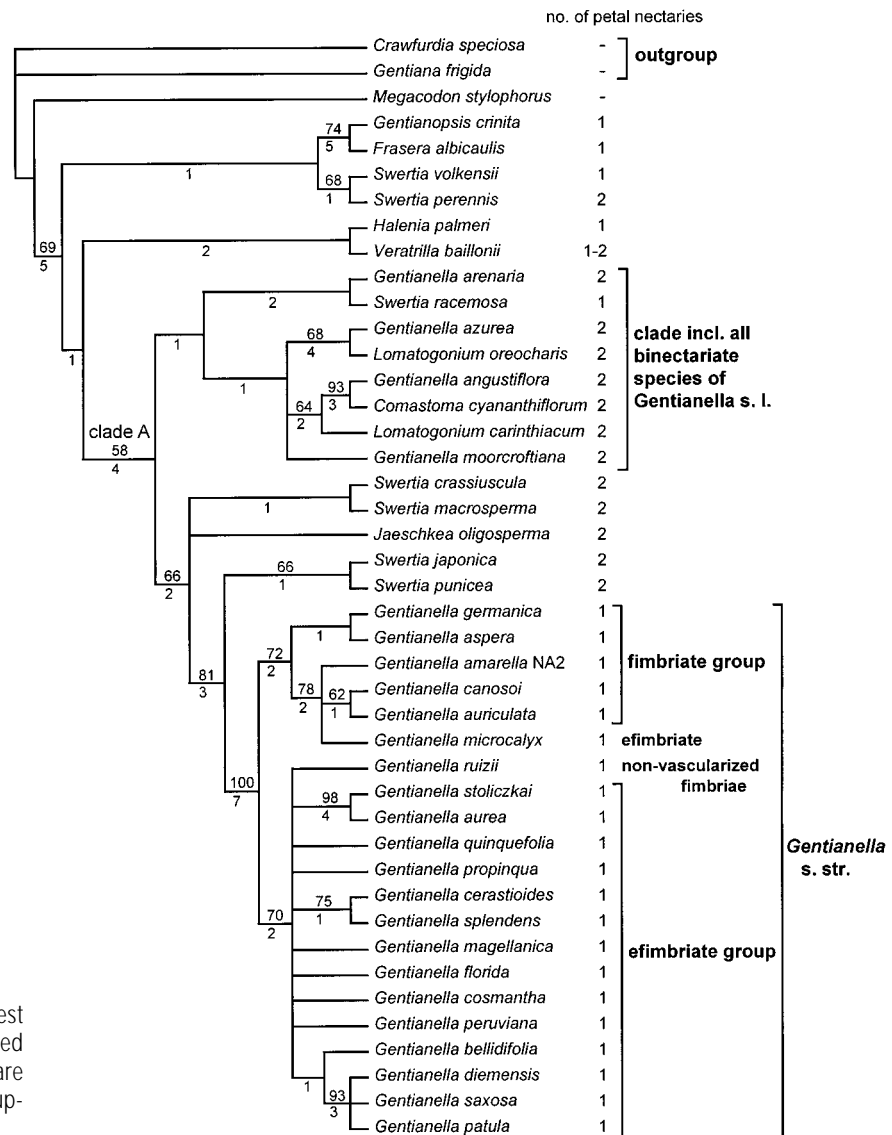 no. of petal nectaries
Crawfurdia speciosa -
outgroup
Gentiana frigida -
Megacodon stylophorus -
74
Gentianopsis crinita 1
5
Frasera albicaulis 1
1
68
Swertia volkensii 1
1
Swertia perennis 2
Halenia palmeri 1
69
2
Veratrilla baillonii 1-2
5
Gentianella arenaria 2
2
Swertia racemosa 1
68
Gentianella azurea 2
clade incl. all
1
4
Lomatogonium oreocharis 2
binectariate
1
1
93
Gentianella angustiflora 2
species of
64
3
Comastoma cyananthiflorum 2
Gentianella s. l.
2
Lomatogonium carinthiacum 2
clade A
58
Gentianella moorcroftiana 2
4
Swertia crassiuscula 2
1
Swertia macrosperma 2
Jaeschkea oligosperma 2
66
66
Swertia japonica 2
2
1
Swertia punicea 2
Gentianella germanica 1
1
Gentianella aspera 1
72
Gentianella amarella NA2 1
fimbriate group
2
81
78
62
Gentianella canosoi 1
3
2
1
Gentianella auriculata 1
Gentianella microcalyx 1 efimbriate
Gentianella ruizii 1 non-vascularized
fimbriae
100
98
Gentianella stoliczkai 1
7
4
Gentianella aurea 1
Gentianella quinquefolia 1
Gentianella
s. str.
Gentianella propinqua 1
75
Gentianella cerastioides 1
70
1
Gentianella splendens 1
2
Gentianella magellanica 1
efimbriate group
Gentianella florida 1
Gentianella cosmantha 1
Gentianella peruviana 1
Gentianella bellidifolia 1
1
Gentianella diemensis 1
93
Gentianella saxosa 1
3
Gentianella patula 1
est
ed
are
up-